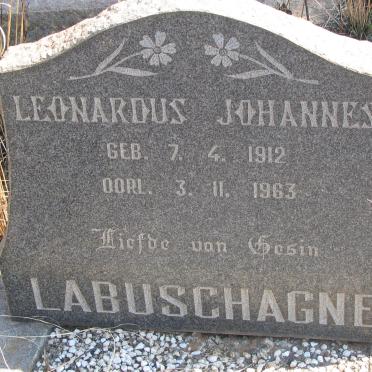 LEONARDUS JOHANNES
GEB. 7. 4. 1912
OORL. 3. 11. 1963
Liefde van Gesin
LABUSCHAGNE